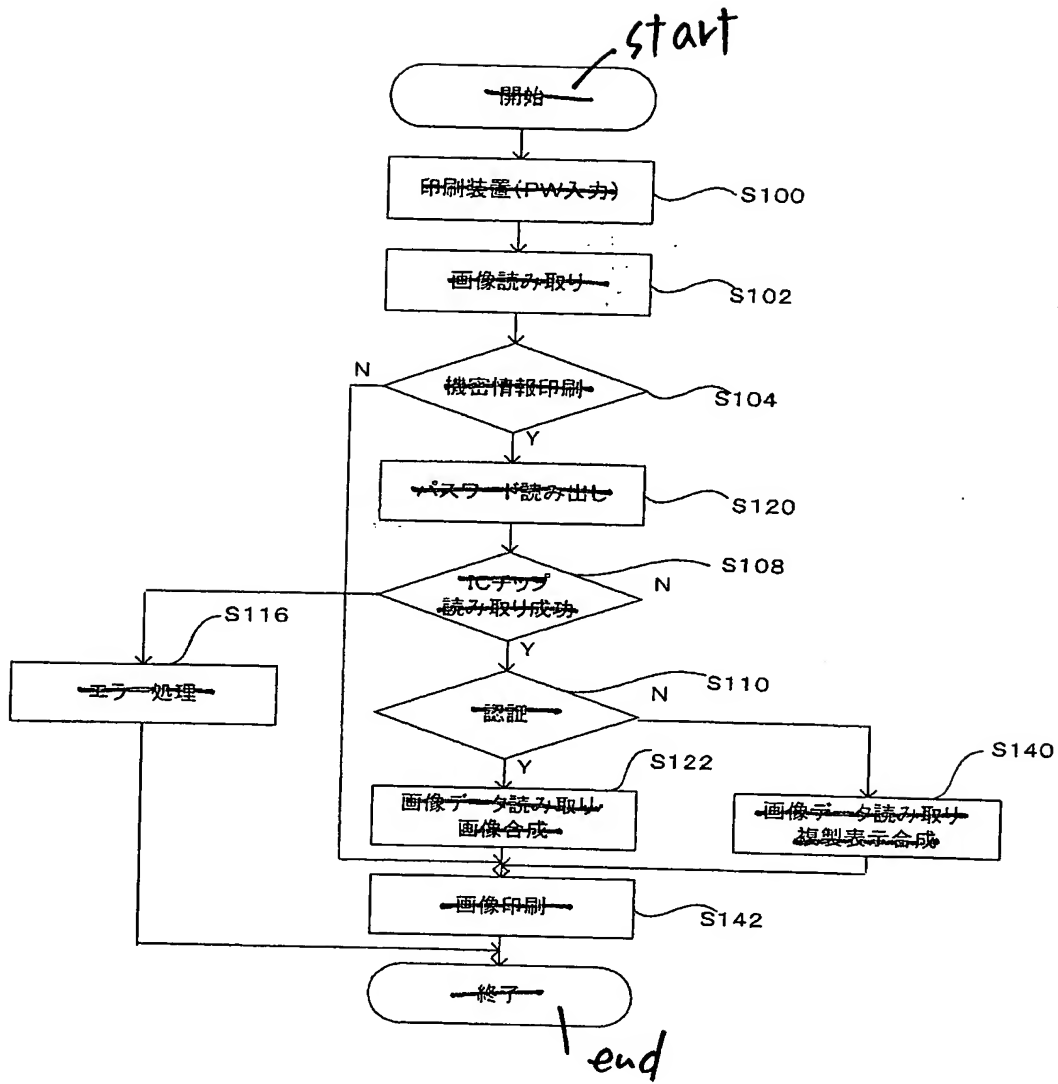 start
開始
印刷装置(PW入力)
S100
画像読み取り
S102
N
機密情報印刷
S104
Y
パスワード読み出し
S120
S108
ICチップ
読み取り成功
N
Y
S116
エラー処理
S110
認証
N
Y
S122
画像データ読み取り
画像合成
S140
画像データ読み取り
複製表示合成
画像印刷
S142
終了
end